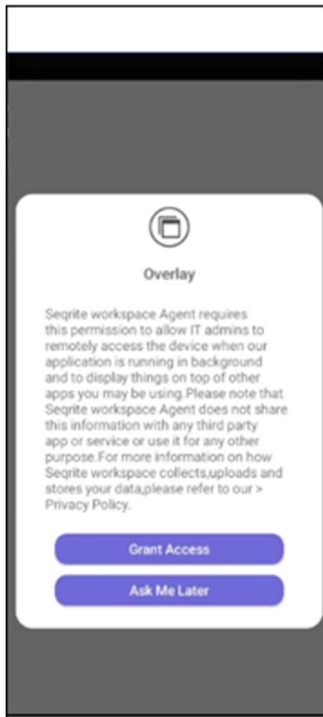 Overlay
Seqrite workspace Agent requires
this permission to allow IT admins to
remotely access the device when our
application is running in background
and to display things on top of other
apps you may be using.Please note that
Seqrite workspace Agent does not share
this information with any third party
app or service or use it for any other
purpose.For more information on how
Seqrite workspace collects,uploads and
stores your data,please refer to our >
Privacy Policy.
Grant Access
Ask Me Later